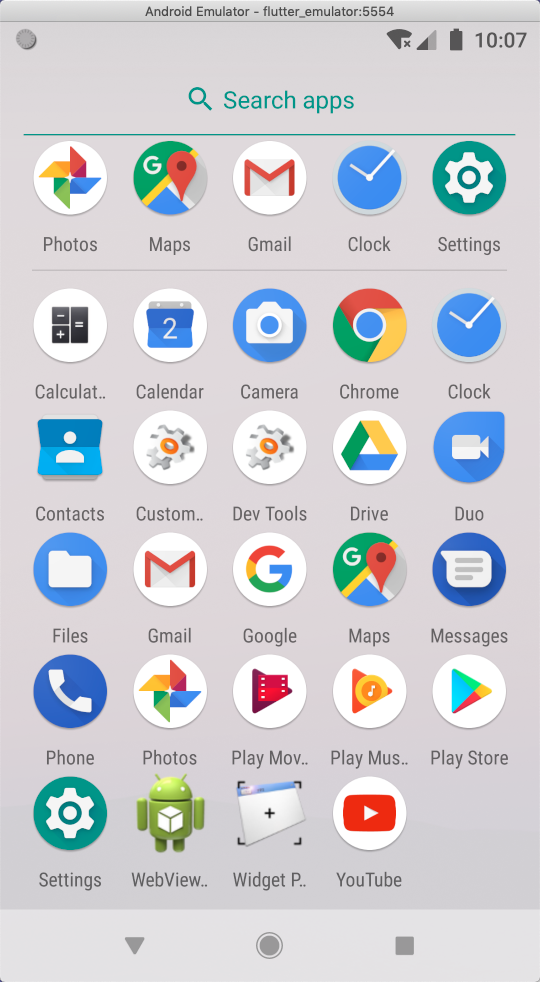 Android Emulator - flutter_emulator:5554
10:07
Search apps
Photos Maps Gmail Clock Settings
Calculat.. Calendar Camera Chrome Clock
Contacts Custom.. Dev Tools Drive Duo
Files Gmail Google Maps Messages
Phone Photos Play Mov.. Play Mus.. Play Store
Settings WebView.. Widget P.. YouTube